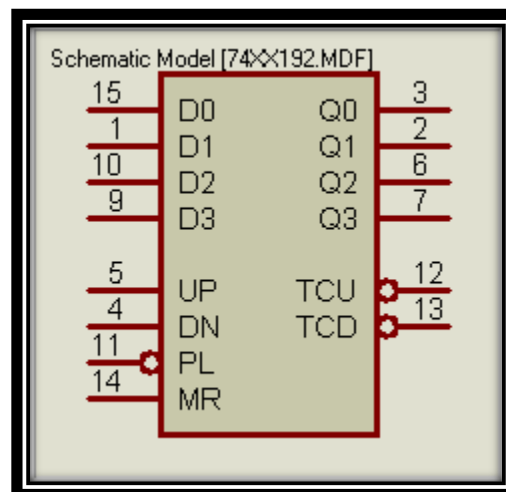 Schematic Model [74XX192.MDF]
15 D0 Q0 3
1 D1 Q1 2
10 D2 Q2 6
9 D3 Q3 7
5 UP TCU 12
4 DN TCD 13
11 PL
14 MR